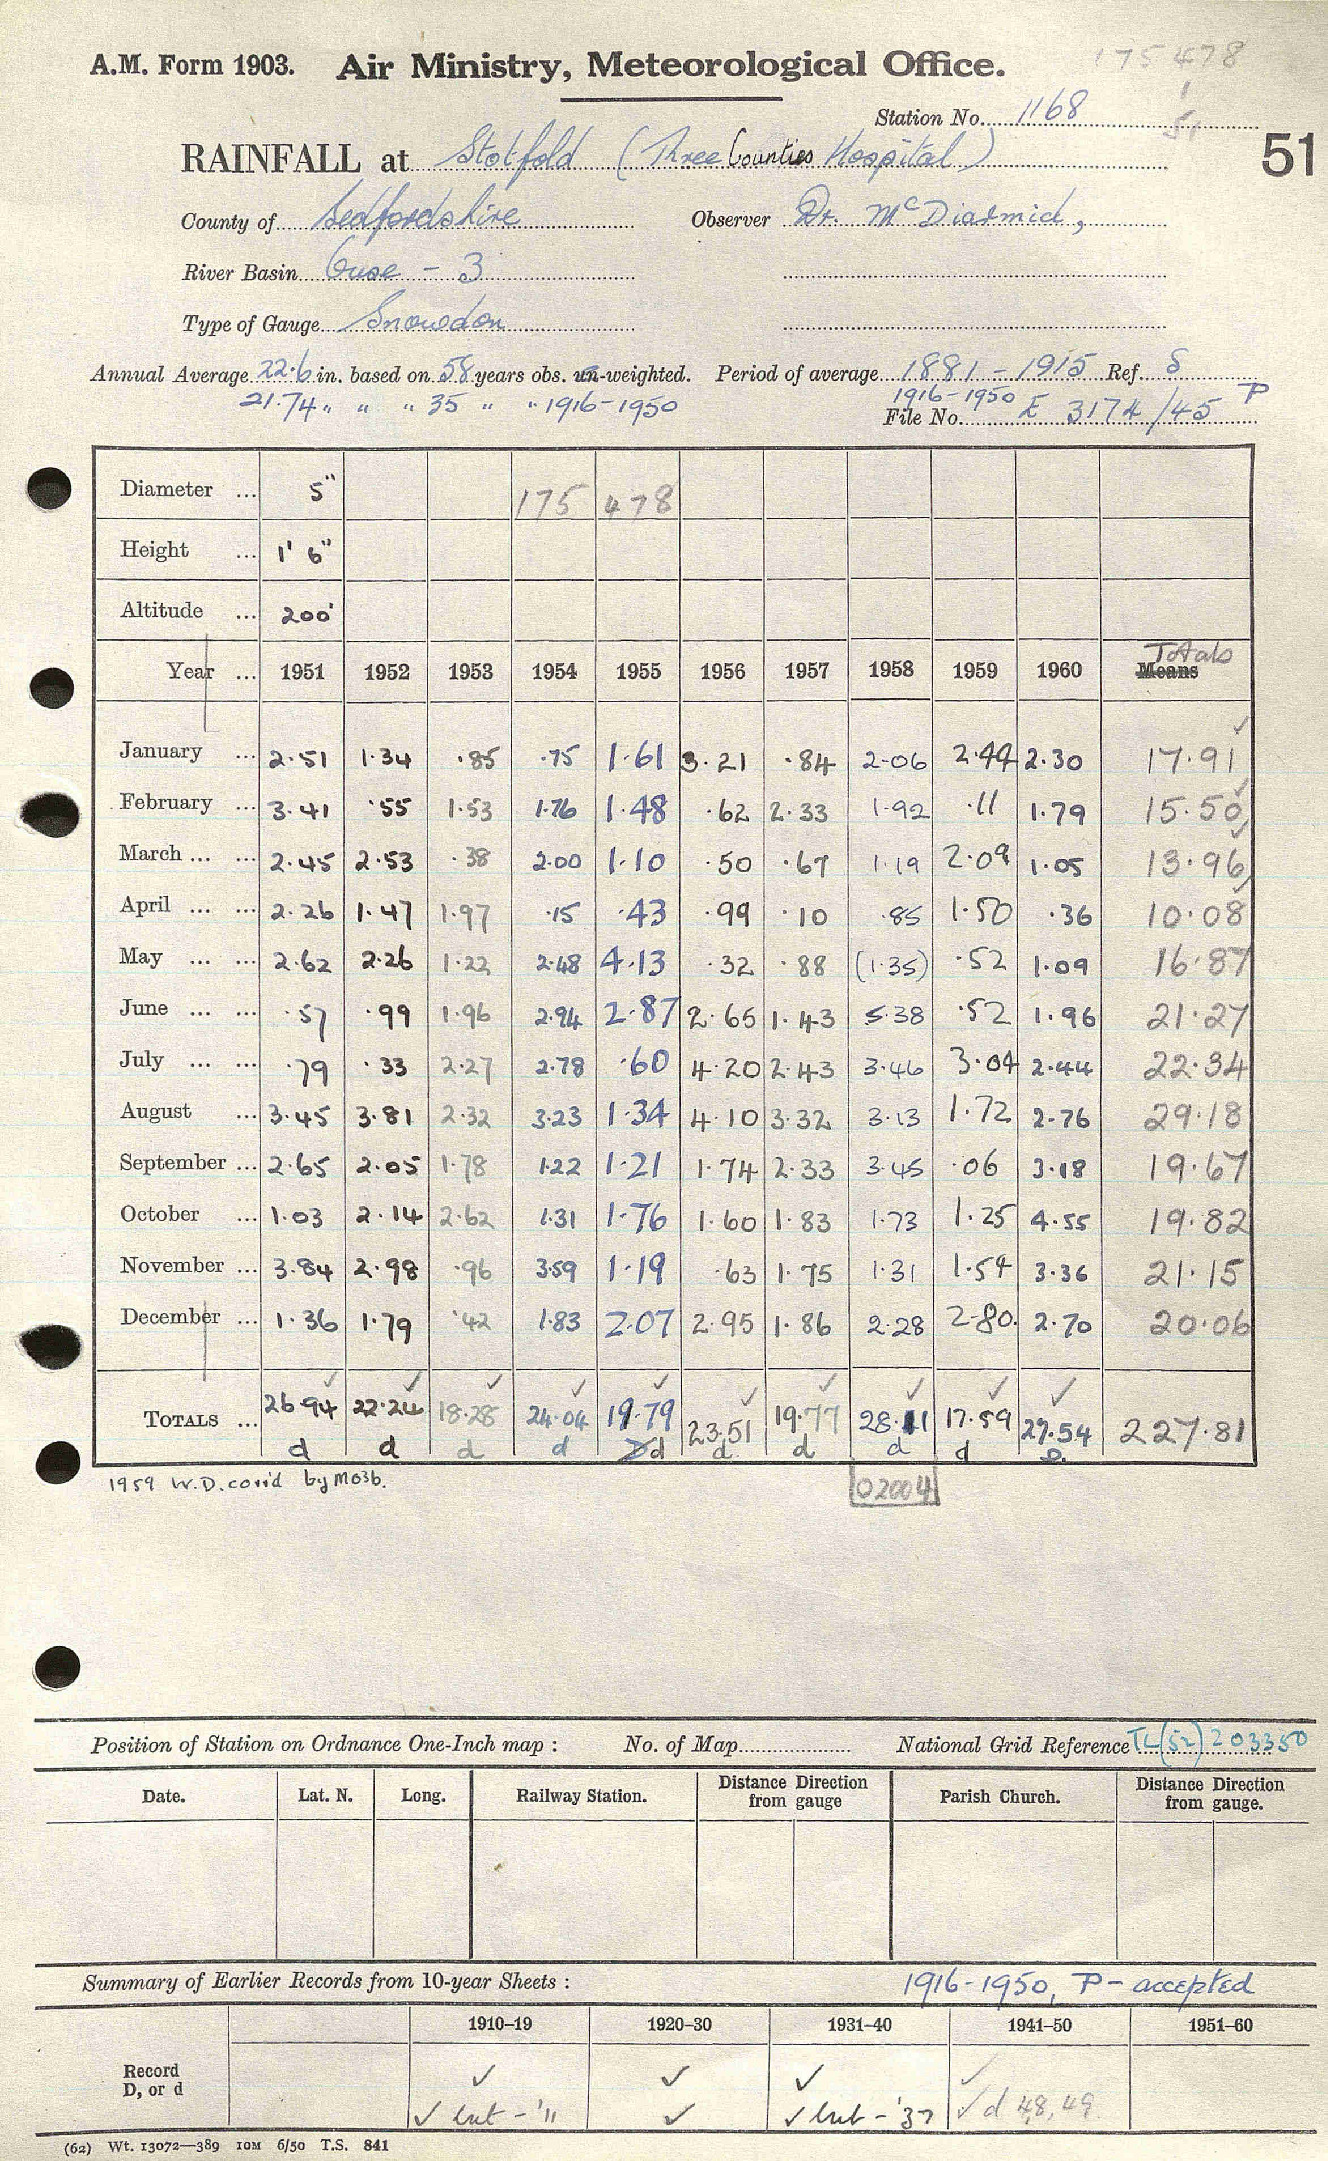 A.M. Form 1903. Air Ministry, Meteorological Office. 175 478
Station No. 1168
51
RAINFALL at Stotfold (Three Counties Hospital) 51
County of Bedfordshire Observer Dr. McDiarmid,
River Basin Ouse - 3
Type of Gauge Snowdon
Annual Average 22.6 in. based on 58 years obs. un-weighted. Period of average 1881 - 1915 Ref. S
21.74 " " " 35 " " 1916-1950 1916-1950 P
File No. E 3174/45
Diameter ... 5" 175 478
Height ... 1' 6"
Altitude ... 200'
Totals
Year ... 1951 1952 1953 1954 1955 1956 1957 1958 1959 1960 Means
January ... 2.51 1.34 .85 .75 1.61 3.21 .84 2.06 2.44 2.30 17.91 ✓
February ... 3.41 .55 1.53 1.76 1.48 .62 2.33 1.92 .11 1.79 15.50 ✓
March ... ... 2.45 2.53 .38 2.00 1.10 .50 .67 1.19 2.09 1.05 13.96 ✓
April ... ... 2.26 1.47 1.97 .15 .43 .99 .10 .85 1.50 .36 10.08 ✓
May ... ... 2.62 2.26 1.22 2.48 4.13 .32 .88 (1.35) .52 1.09 16.87
June ... ... .57 .99 1.96 2.94 2.87 2.65 1.43 5.38 .52 1.96 21.27
July ... ... .79 .33 2.27 2.78 .60 4.20 2.43 3.46 3.04 2.44 22.34
August ... 3.45 3.81 2.32 3.23 1.34 4.10 3.32 3.13 1.72 2.76 29.18
September ... 2.65 2.05 1.78 1.22 1.21 1.74 2.33 3.45 .06 3.18 19.67
October ... 1.03 2.14 2.62 1.31 1.76 1.60 1.83 1.73 1.25 4.55 19.82
November ... 3.84 2.98 .96 3.59 1.19 .63 1.75 1.31 1.54 3.36 21.15
December ... 1.36 1.79 .42 1.83 2.07 2.95 1.86 2.28 2.80. 2.70 20.06
✓ ✓ ✓ ✓ ✓ ✓ ✓ ✓ ✓ ✓
TOTALS ... 26.94 22.24 18.28 24.04 19.79 23.51 19.77 28.11 17.59 27.54 227.81
d d d d d d d d d D.
1959 W.D. cov'd by MO3b. 02004
Position of Station on Ordnance One-Inch map : No. of Map National Grid Reference TL(52) 203350
Date. Lat. N. Long. Railway Station. Distance Direction from gauge Parish Church. Distance Direction from gauge.
Summary of Earlier Records from 10-year Sheets : 1916-1950, P - accepted
1910–19 1920–30 1931–40 1941–50 1951–60
Record ✓ ✓ ✓ ✓
D, or d ✓ but - '11 ✓ ✓ but - '37 ✓ d 48, 49
(62) Wt. 13072—389 10M 6/50 T.S. 841